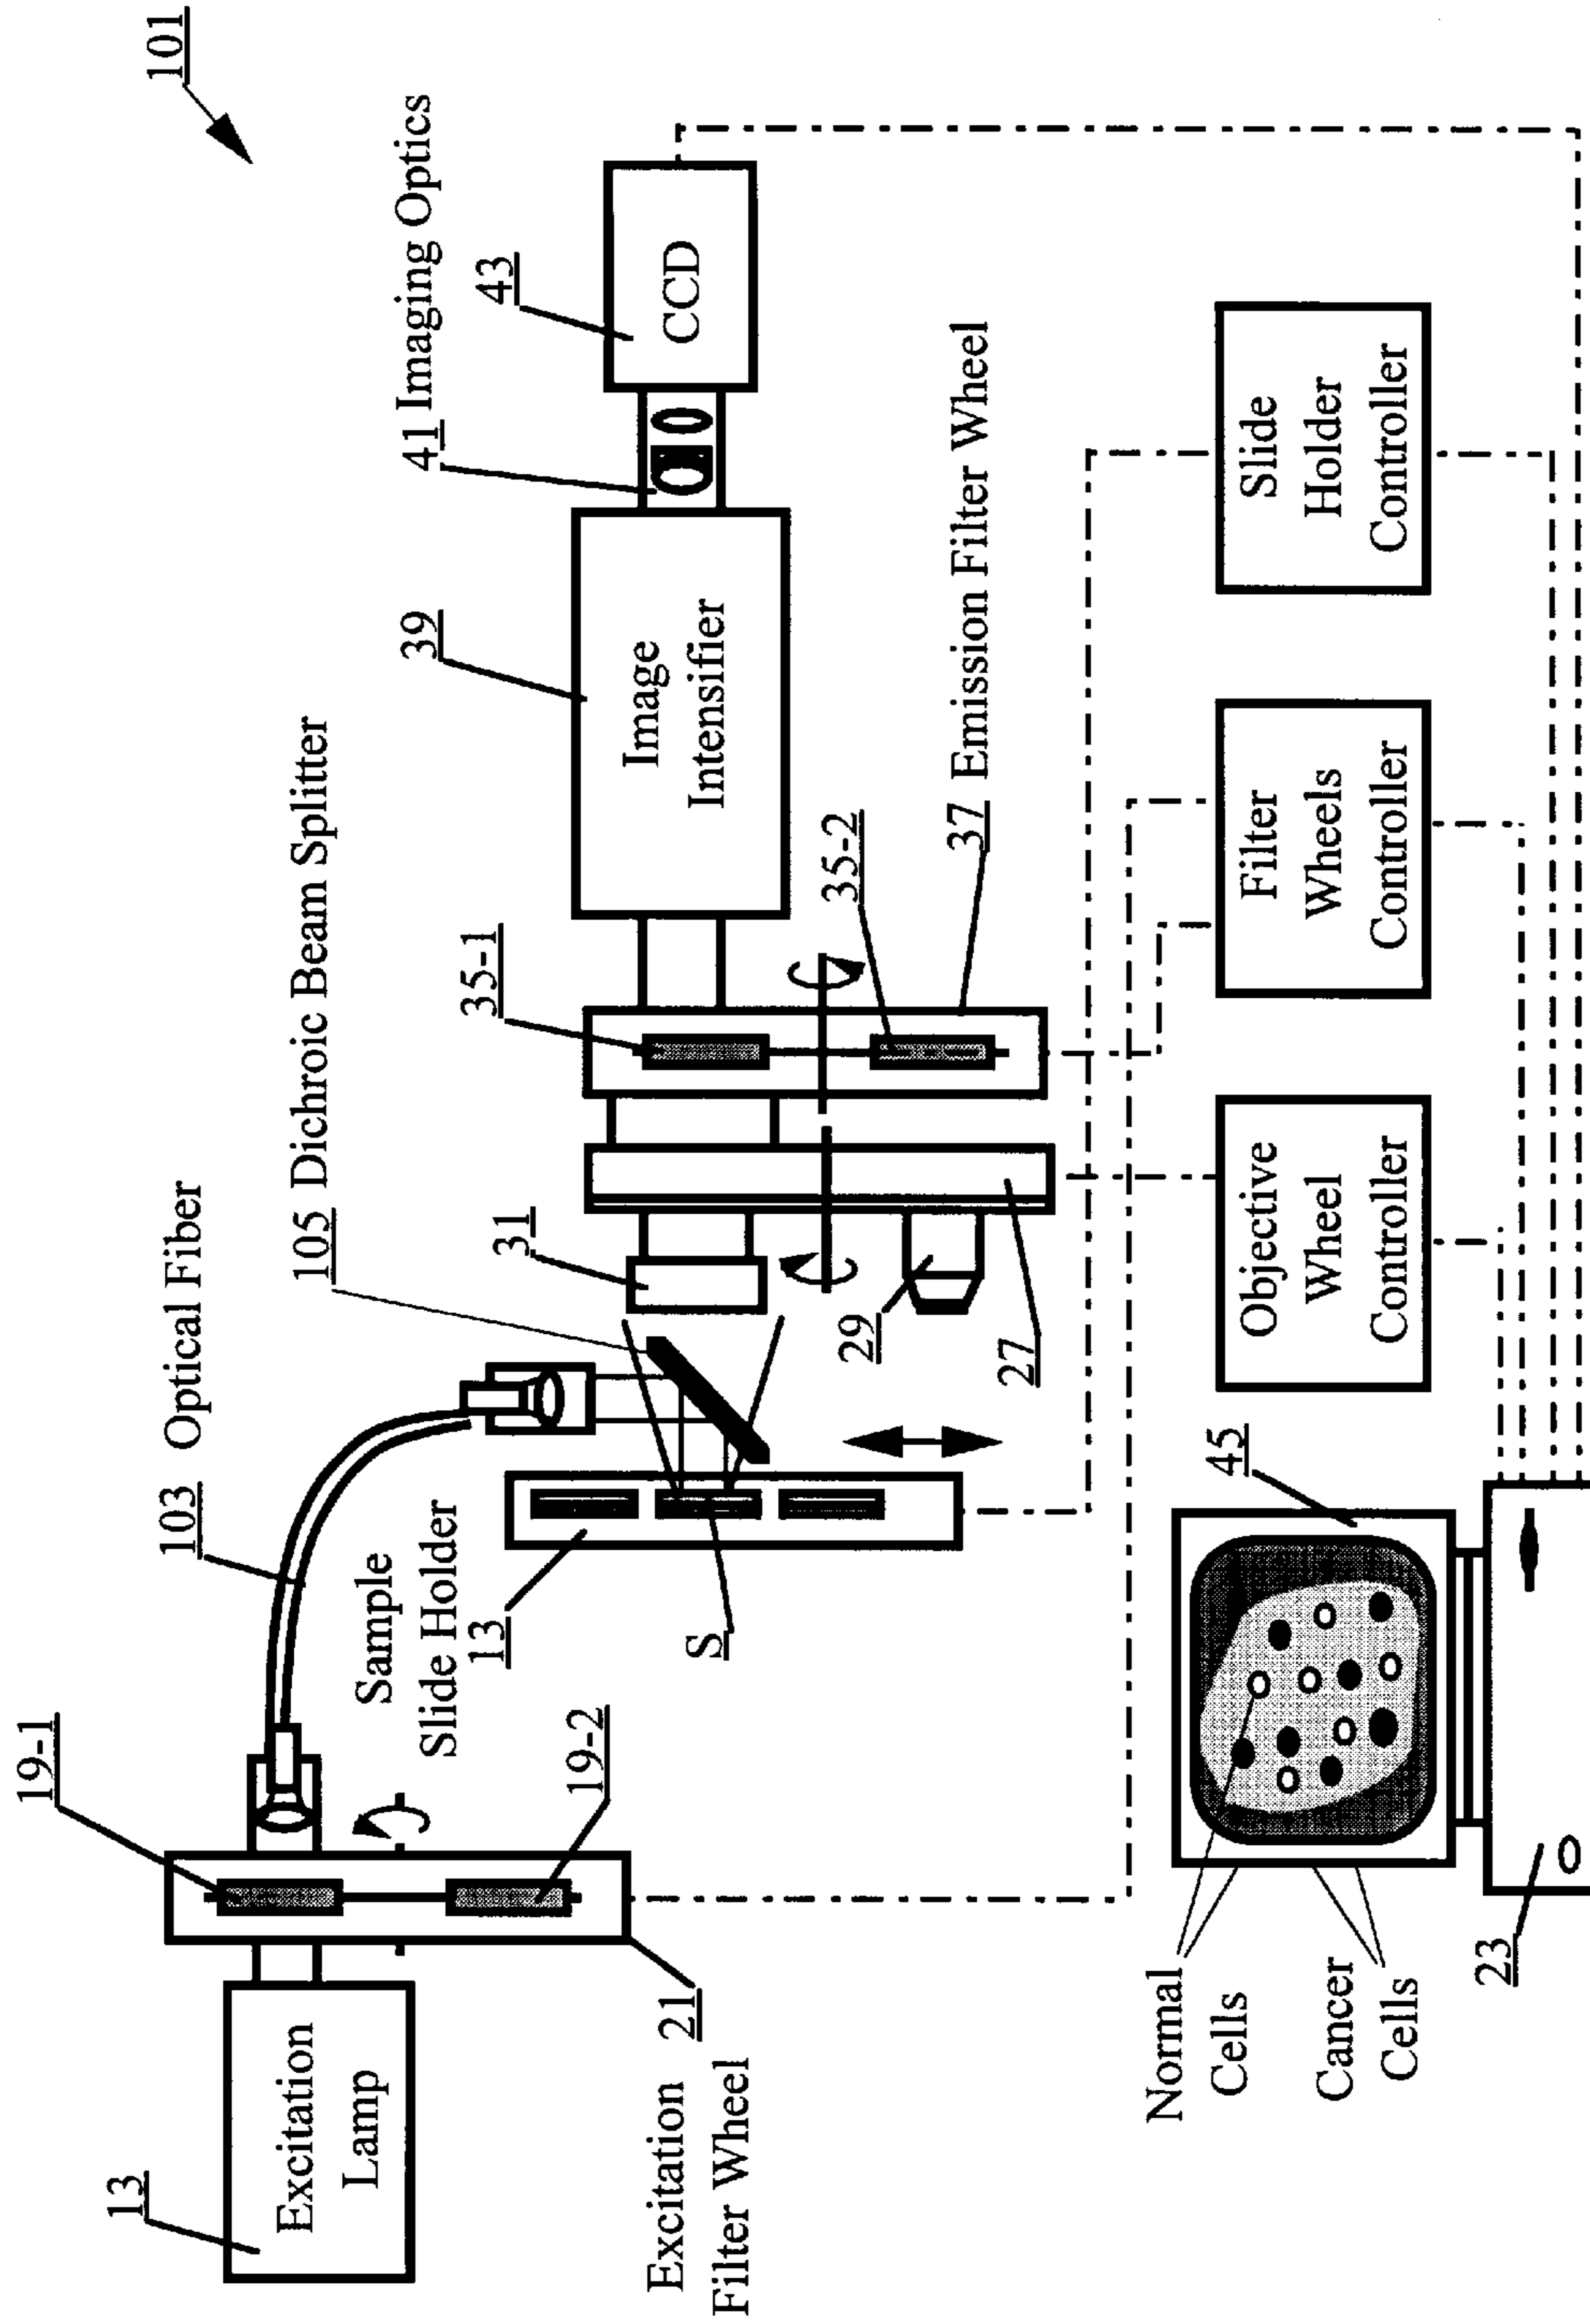 101
13
Excitation
Lamp
19-1
19-2
Excitation 21
Filter Wheel
103 Optical Fiber
Sample
Slide Holder
13
S
105 Dichroic Beam Splitter
31
29
27
35-1
35-2
37 Emission Filter Wheel
39
Image
Intensifier
41 Imaging Optics
43
CCD
Normal
Cells
Cancer
Cells
45
23
Objective
Wheel
Controller
Filter
Wheels
Controller
Slide
Holder
Controller